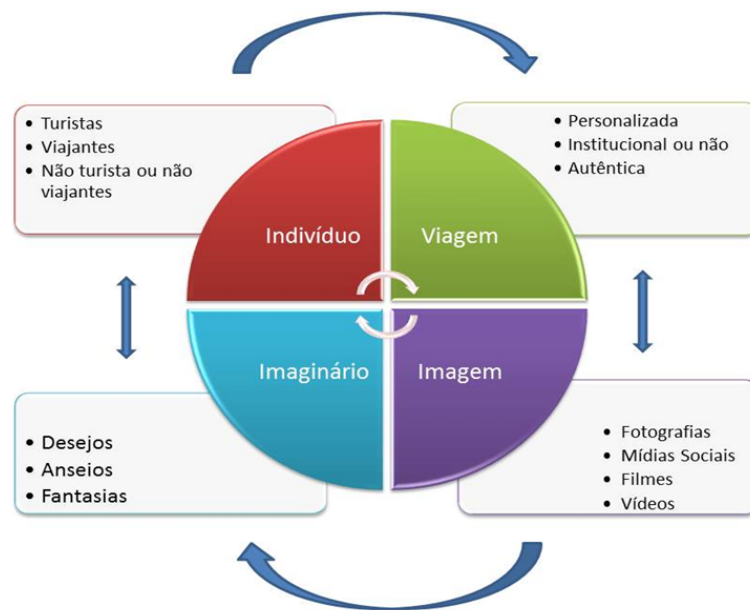 • Turistas
• Viajantes
• Não turista ou não
viajantes
• Personalizada
• Institucional ou não
• Autêntica
Indivíduo
Viagem
Imaginário
Imagem
• Desejos
• Anseios
• Fantasias
• Fotografias
• Mídias Sociais
• Filmes
• Vídeos